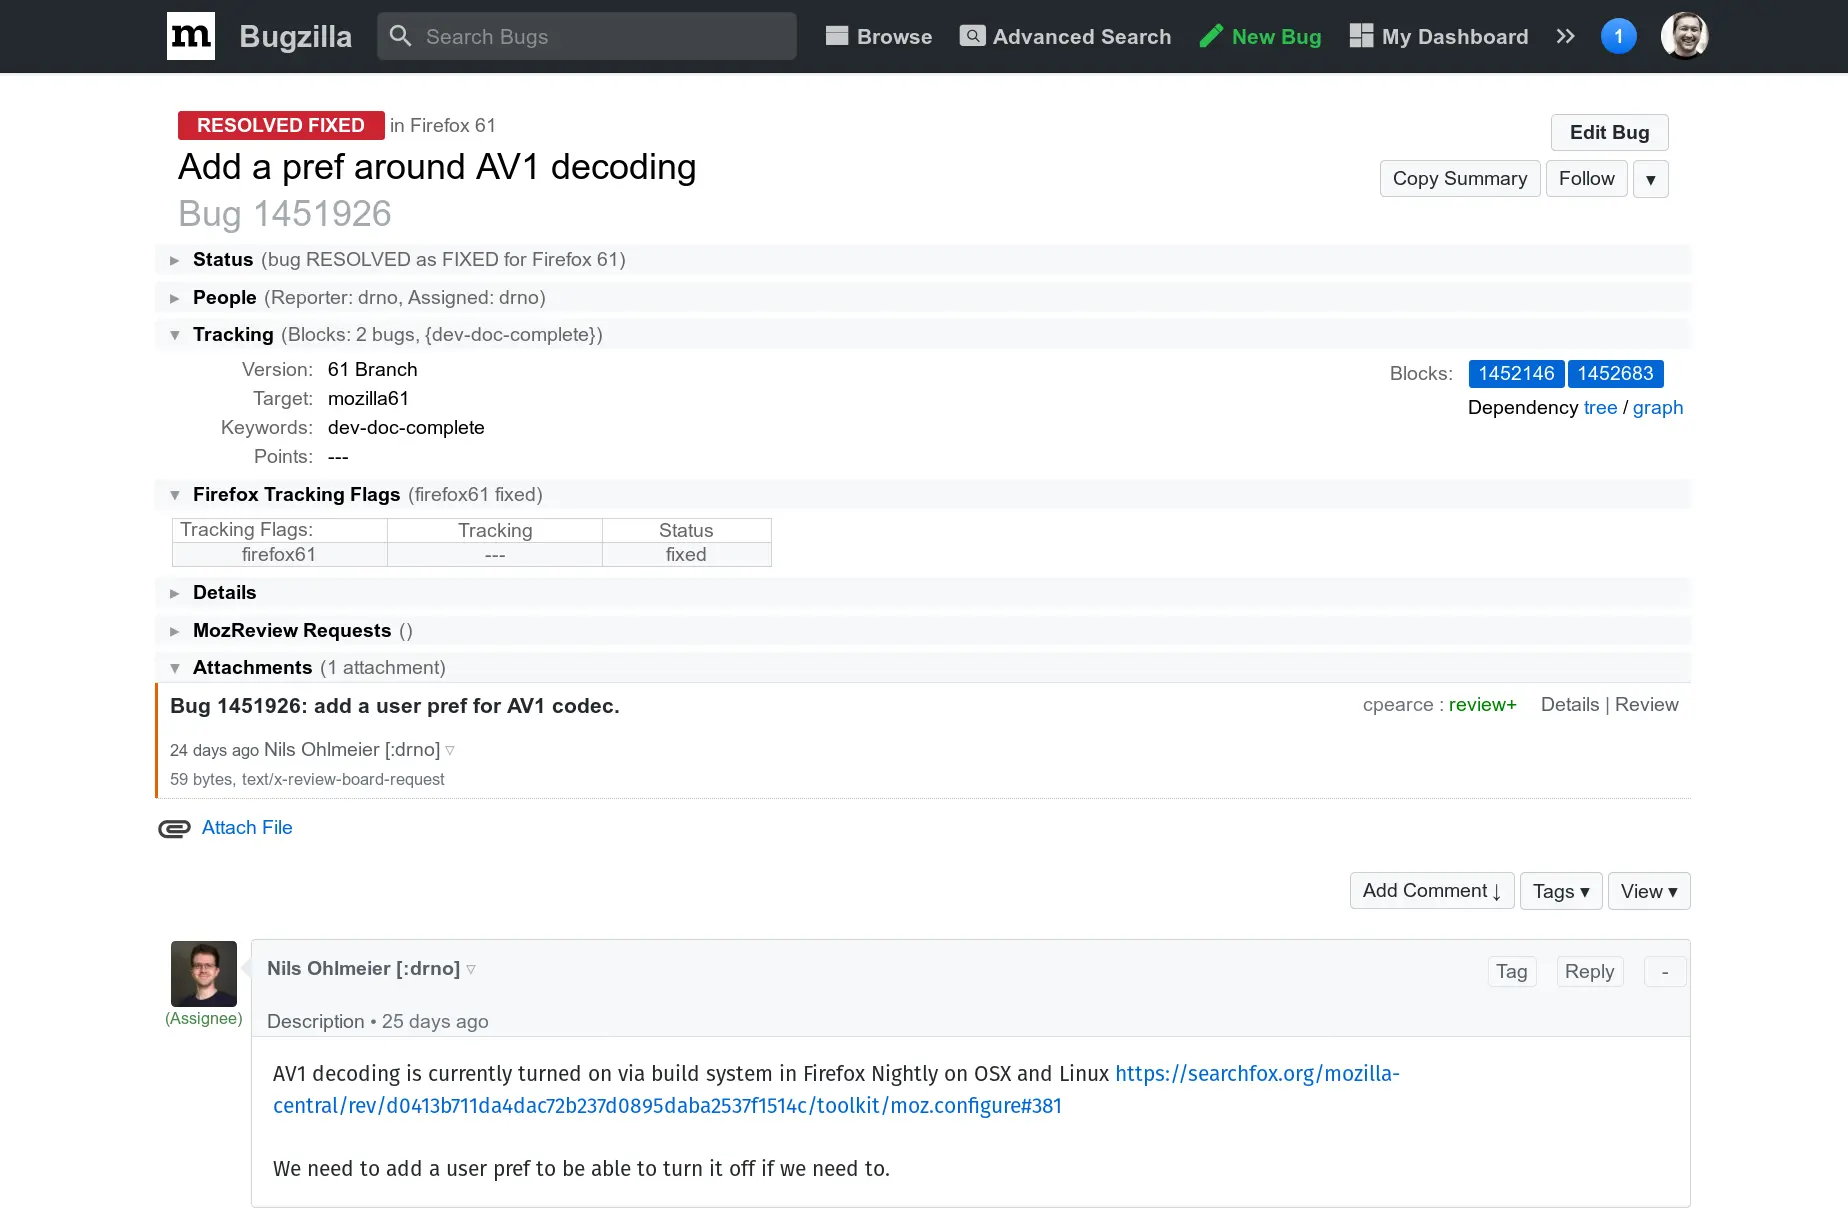 m Bugzilla Search Bugs Browse Advanced Search New Bug My Dashboard » 1
RESOLVED FIXED in Firefox 61
Edit Bug
Add a pref around AV1 decoding
Copy Summary Follow ▾
Bug 1451926
▸ Status (bug RESOLVED as FIXED for Firefox 61)
▸ People (Reporter: drno, Assigned: drno)
▾ Tracking (Blocks: 2 bugs, {dev-doc-complete})
Version: 61 Branch
Target: mozilla61
Keywords: dev-doc-complete
Points: ---
Blocks: 1452146 1452683
Dependency tree / graph
▾ Firefox Tracking Flags (firefox61 fixed)
Tracking Flags: Tracking Status
firefox61 --- fixed
▸ Details
▸ MozReview Requests ()
▾ Attachments (1 attachment)
Bug 1451926: add a user pref for AV1 codec.
cpearce : review+ Details | Review
24 days ago Nils Ohlmeier [:drno] ▿
59 bytes, text/x-review-board-request
Attach File
Add Comment ↓ Tags ▾ View ▾
Nils Ohlmeier [:drno] ▿
Tag Reply -
(Assignee)
Description • 25 days ago
AV1 decoding is currently turned on via build system in Firefox Nightly on OSX and Linux https://searchfox.org/mozilla-
central/rev/d0413b711da4dac72b237d0895daba2537f1514c/toolkit/moz.configure#381
We need to add a user pref to be able to turn it off if we need to.